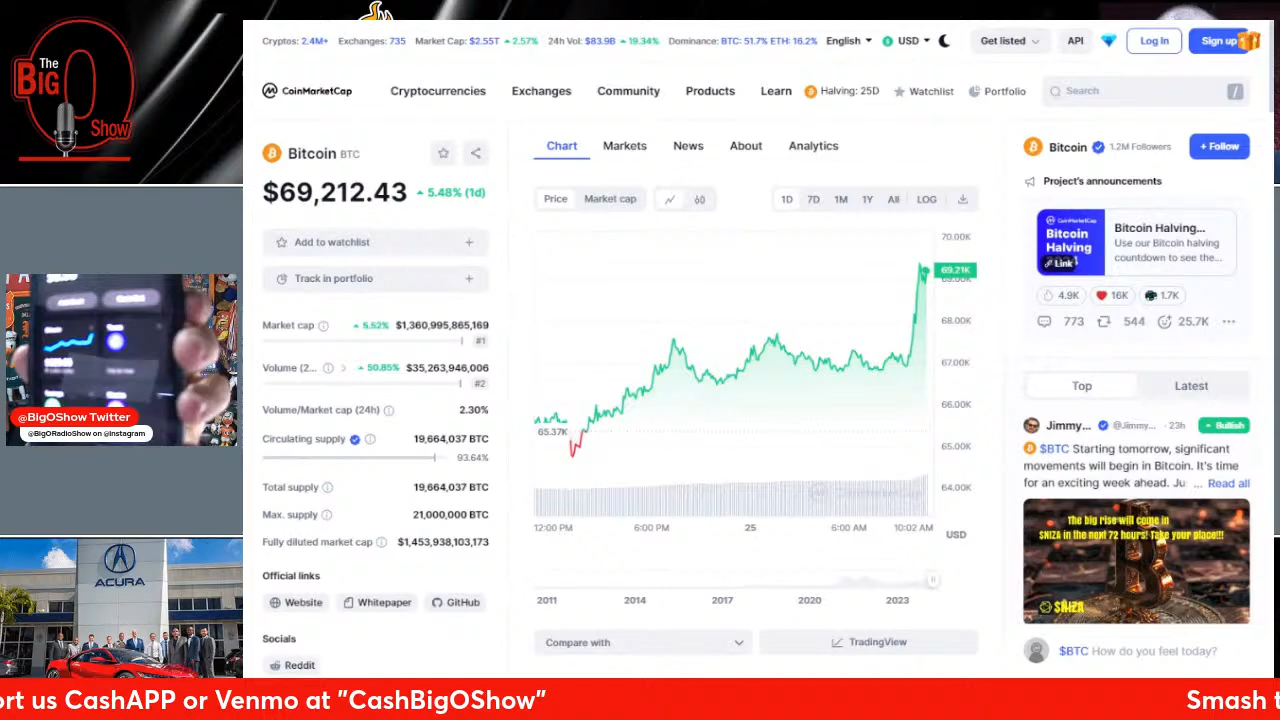 The
BIG
Show
@BigOShow Twitter
@BigORadioShow on @Instagram
ACURA
Cryptos: 2.4M+ Exchanges: 735 Market Cap: $2.55T 2.57% 24h Vol: $83.9B 19.34% Dominance: BTC: 51.7% ETH: 16.2% English USD Get listed API Log In Sign up
CoinMarketCap Cryptocurrencies Exchanges Community Products Learn Halving: 25D Watchlist Portfolio Search /
Bitcoin BTC
$69,212.43 5.48% (1d)
Add to watchlist +
Track in portfolio +
Market cap 5.52% $1,360,995,865,169
#1
Volume (2... 50.85% $35,263,946,006
#2
Volume/Market cap (24h) 2.30%
Circulating supply 19,664,037 BTC
93.64%
Total supply 19,664,037 BTC
Max. supply 21,000,000 BTC
Fully diluted market cap $1,453,938,103,173
Official links
Website Whitepaper GitHub
Socials
Reddit
Chart Markets News About Analytics
Price Market cap 1D 7D 1M 1Y All LOG
70.00K
69.21K
69.00K
68.00K
67.00K
66.00K
65.37K
65.00K
64.00K
CoinMarketCap
12:00 PM 6:00 PM 25 6:00 AM 10:02 AM
USD
2011 2014 2017 2020 2023
Compare with TradingView
Bitcoin 1.2M Followers + Follow
Project's announcements
CoinMarketCap
Bitcoin
Halving
Link
Bitcoin Halving...
Use our Bitcoin halving
countdown to see the...
4.9K 16K 1.7K
773 544 25.7K
Top Latest
Jimmy... @Jimmy... · 23h Bullish
$BTC Starting tomorrow, significant
movements will begin in Bitcoin. It's time
for an exciting week ahead. Ju ... Read all
The big rise will come in
$NIZA in the next 72 hours! Take your place!!!
$NIZA
$BTC How do you feel today?
ort us CashAPP or Venmo at "CashBigOShow" Smash t